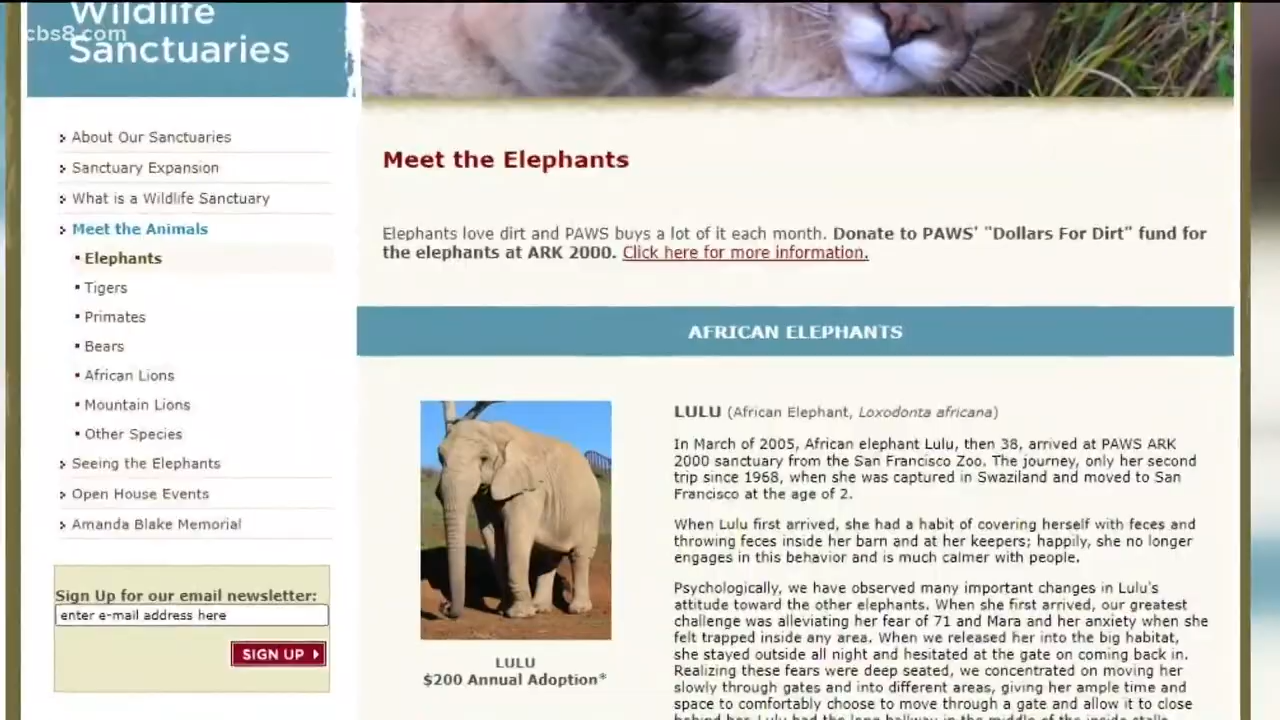 Wildlife
cbs8.com
Sanctuaries
About Our Sanctuaries
Sanctuary Expansion
What is a Wildlife Sanctuary
Meet the Animals
Elephants
Tigers
Primates
Bears
African Lions
Mountain Lions
Other Species
Seeing the Elephants
Open House Events
Amanda Blake Memorial
Sign Up for our email newsletter:
enter e-mail address here
SIGN UP
Meet the Elephants
Elephants love dirt and PAWS buys a lot of it each month. Donate to PAWS' "Dollars For Dirt" fund for
the elephants at ARK 2000. Click here for more information.
AFRICAN ELEPHANTS
LULU
$200 Annual Adoption*
LULU (African Elephant, Loxodonta africana)
In March of 2005, African elephant Lulu, then 38, arrived at PAWS ARK
2000 sanctuary from the San Francisco Zoo. The journey, only her second
trip since 1968, when she was captured in Swaziland and moved to San
Francisco at the age of 2.
When Lulu first arrived, she had a habit of covering herself with feces and
throwing feces inside her barn and at her keepers; happily, she no longer
engages in this behavior and is much calmer with people.
Psychologically, we have observed many important changes in Lulu's
attitude toward the other elephants. When she first arrived, our greatest
challenge was alleviating her fear of 71 and Mara and her anxiety when she
felt trapped inside any area. When we released her into the big habitat,
she stayed outside all night and hesitated at the gate on coming back in.
Realizing these fears were deep seated, we concentrated on moving her
slowly through gates and into different areas, giving her ample time and
space to comfortably choose to move through a gate and allow it to close
behind her. Lulu had the long hallway in the middle of the inside stalls